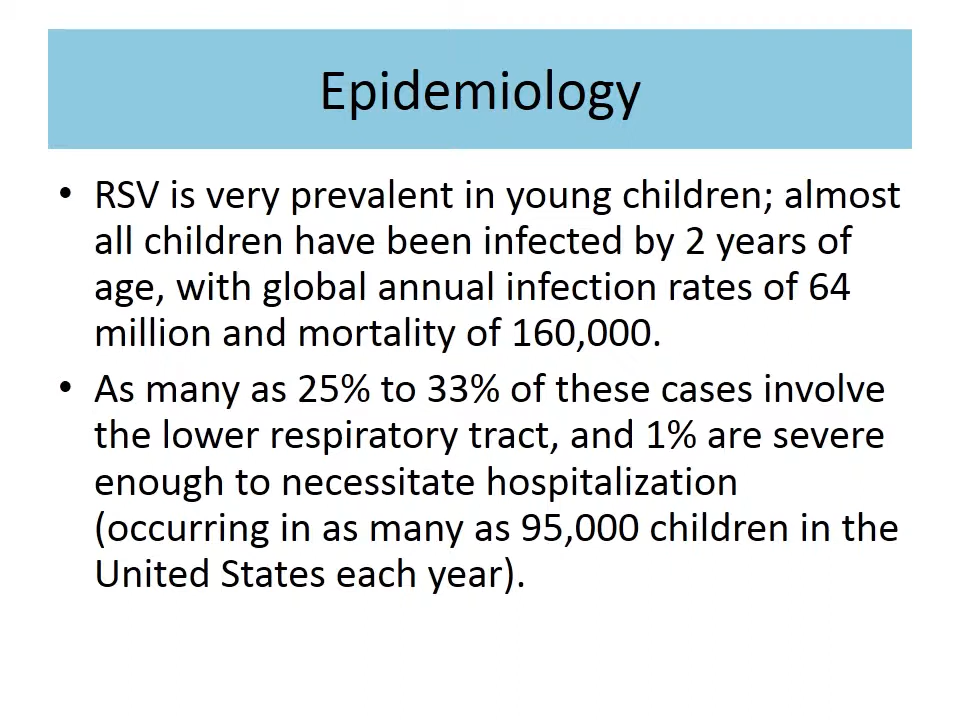 Epidemiology
• RSV is very prevalent in young children; almost
all children have been infected by 2 years of
age, with global annual infection rates of 64
million and mortality of 160,000.
• As many as 25% to 33% of these cases involve
the lower respiratory tract, and 1% are severe
enough to necessitate hospitalization
(occurring in as many as 95,000 children in the
United States each year).